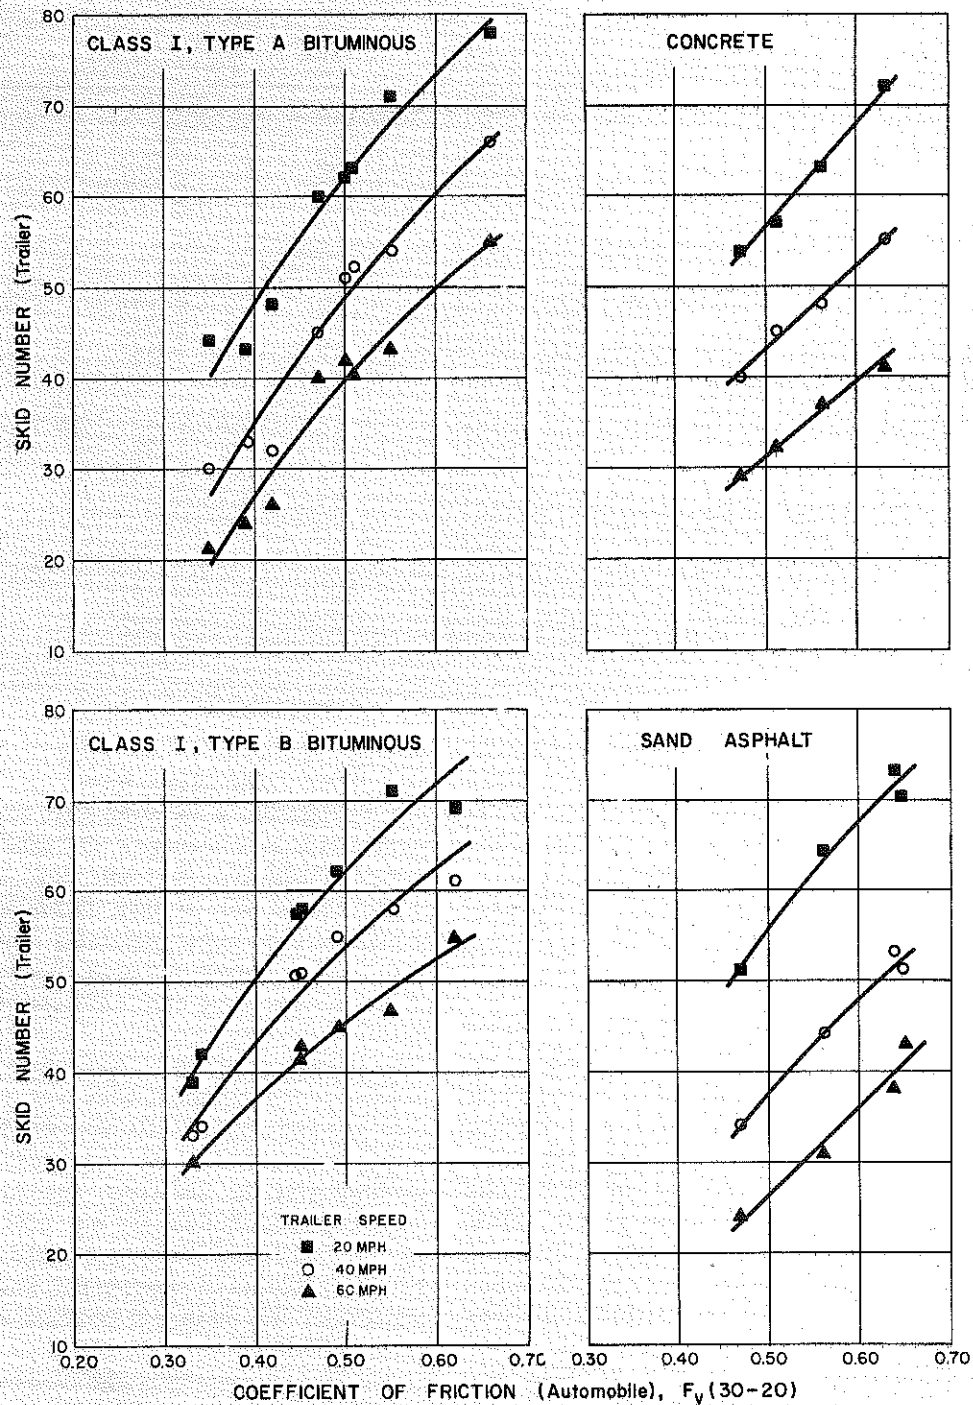 80
CLASS I, TYPE A BITUMINOUS
CONCRETE
70
60
50
40
30
20
10
SKID NUMBER (Trailer)
80
CLASS I, TYPE B BITUMINOUS
SAND ASPHALT
70
60
50
40
30
20
10
SKID NUMBER (Trailer)
TRAILER SPEED
20 MPH
40 MPH
60 MPH
0.20 0.30 0.40 0.50 0.60 0.70 0.30 0.40 0.50 0.60 0.70
COEFFICIENT OF FRICTION (Automobile), Fy (30-20)